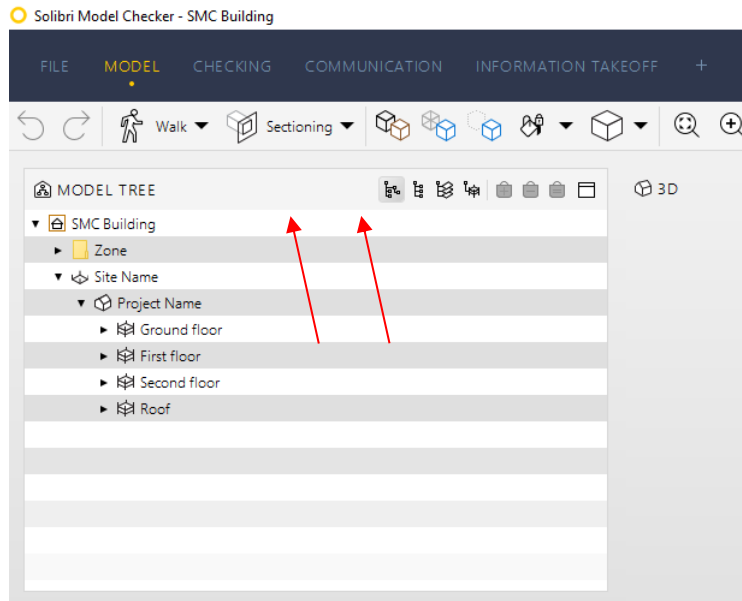 Solibri Model Checker - SMC Building
FILE MODEL CHECKING COMMUNICATION INFORMATION TAKEOFF +
Walk Sectioning
MODEL TREE
3D
SMC Building
Zone
Site Name
Project Name
Ground floor
First floor
Second floor
Roof